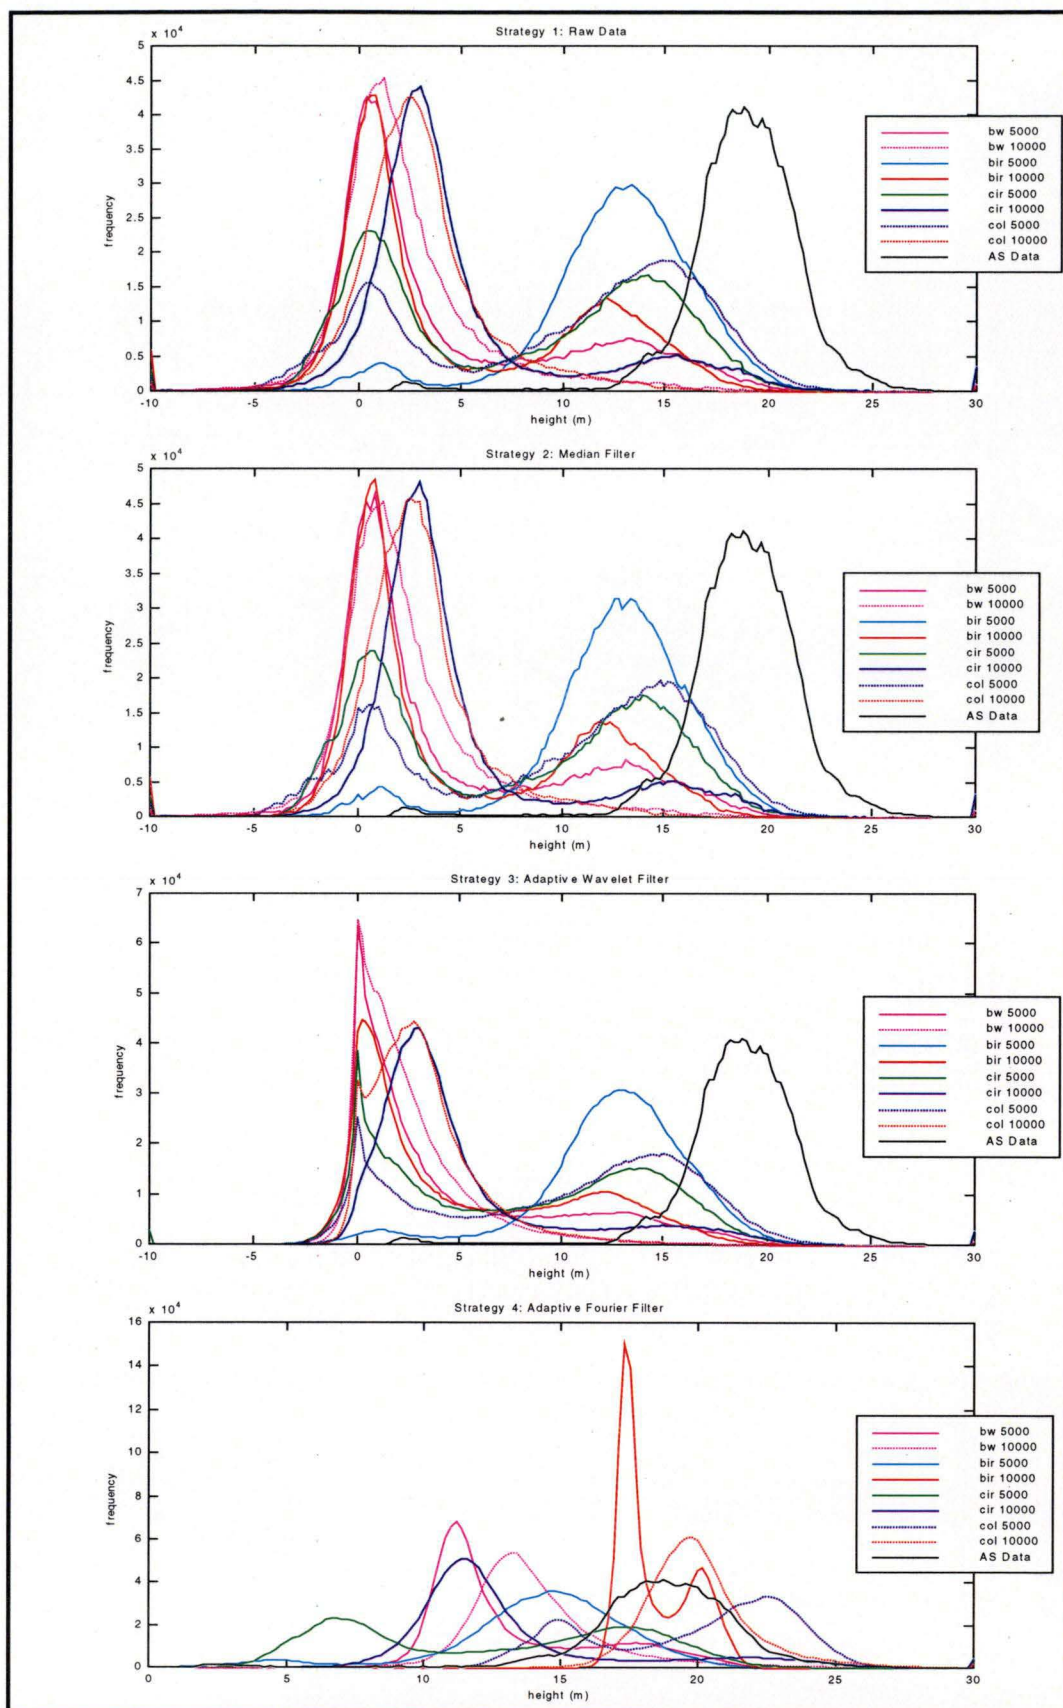 Strategy 1: Raw Data
x 10⁴
5
4.5
4
3.5
3
2.5
2
1.5
1
0.5
0
frequency
-10 -5 0 5 10 15 20 25 30
height (m)
bw 5000
bw 10000
bir 5000
bir 10000
cir 5000
cir 10000
col 5000
col 10000
AS Data
Strategy 2: Median Filter
x 10⁴
5
4.5
4
3.5
3
2.5
2
1.5
1
0.5
0
frequency
-10 -5 0 5 10 15 20 25 30
height (m)
bw 5000
bw 10000
bir 5000
bir 10000
cir 5000
cir 10000
col 5000
col 10000
AS Data
Strategy 3: Adaptive Wavelet Filter
x 10⁴
7
6
5
4
3
2
1
0
frequency
-10 -5 0 5 10 15 20 25 30
height (m)
bw 5000
bw 10000
bir 5000
bir 10000
cir 5000
cir 10000
col 5000
col 10000
AS Data
Strategy 4: Adaptive Fourier Filter
x 10⁴
16
14
12
10
8
6
4
2
0
frequency
0 5 10 15 20 25 30
height (m)
bw 5000
bw 10000
bir 5000
bir 10000
cir 5000
cir 10000
col 5000
col 10000
AS Data